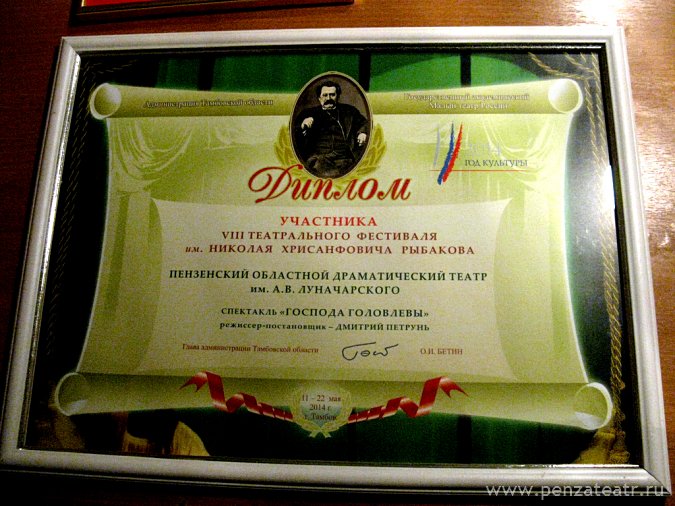 Администрация Тамбовской области
Государственный академический
Малый театр России
2014
ГОД КУЛЬТУРЫ
Диплом
УЧАСТНИКА
VIII ТЕАТРАЛЬНОГО ФЕСТИВАЛЯ
им. НИКОЛАЯ ХРИСАНФОВИЧА РЫБАКОВА
ПЕНЗЕНСКИЙ ОБЛАСТНОЙ ДРАМАТИЧЕСКИЙ ТЕАТР
ИМ. А.В. ЛУНАЧАРСКОГО
СПЕКТАКЛЬ «ГОСПОДА ГОЛОВЛЕВЫ»
режиссер-постановщик – ДМИТРИЙ ПЕТРУНЬ
Глава администрации Тамбовской области
О.И. БЕТИН
11 – 22 мая
2014 г.
г. Тамбов
www.penzateatr.ru